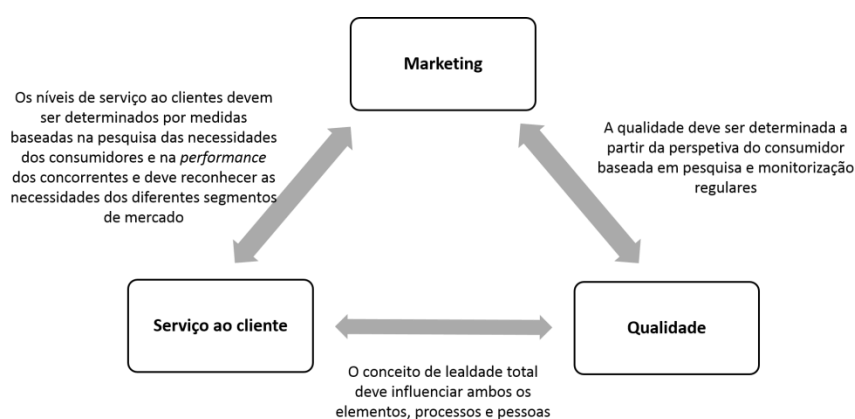 Marketing
Os níveis de serviço ao clientes devem
ser determinados por medidas
baseadas na pesquisa das necessidades
dos consumidores e na performance
dos concorrentes e deve reconhecer as
necessidades dos diferentes segmentos
de mercado
A qualidade deve ser determinada a
partir da perspetiva do consumidor
baseada em pesquisa e monitorização
regulares
Serviço ao cliente
Qualidade
O conceito de lealdade total
deve influenciar ambos os
elementos, processos e pessoas